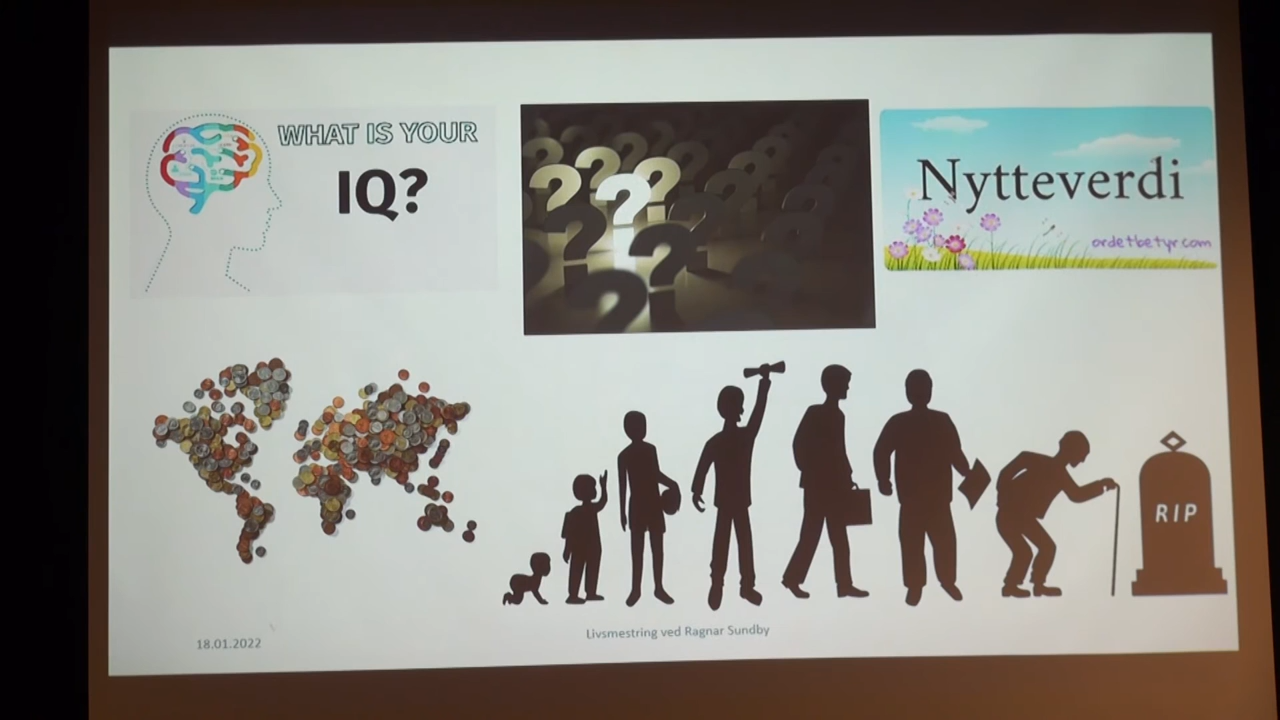 WHAT IS YOUR
IQ?
Nytteverdi
ordetbetyr.com
RIP
18.01.2022
Livsmestring ved Ragnar Sundby